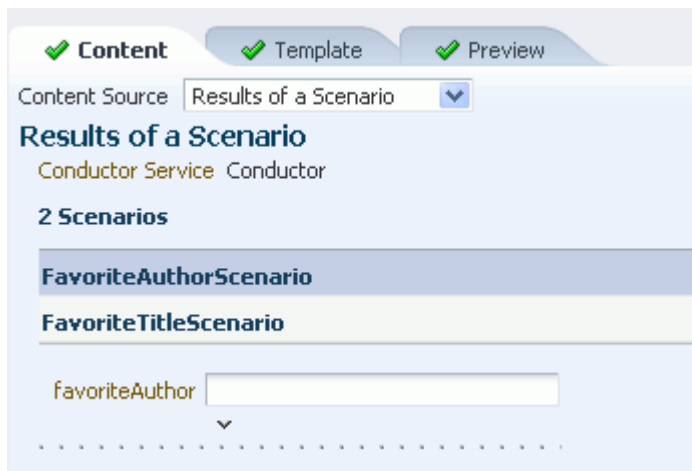 Content Template Preview
Content Source Results of a Scenario
Results of a Scenario
Conductor Service Conductor
2 Scenarios
FavoriteAuthorScenario
FavoriteTitleScenario
favoriteAuthor